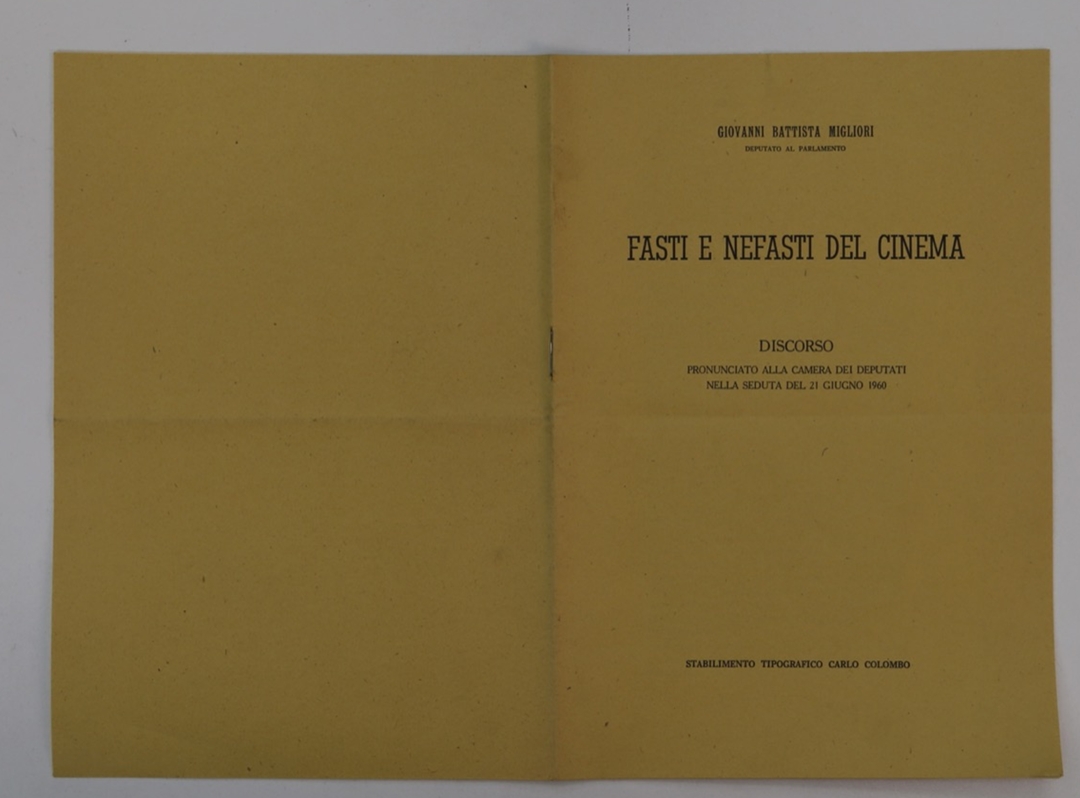 GIOVANNI BATTISTA MIGLIORI
DEPUTATO AL PARLAMENTO
FASTI E NEFASTI DEL CINEMA
DISCORSO
PRONUNCIATO ALLA CAMERA DEI DEPUTATI
NELLA SEDUTA DEL 21 GIUGNO 1960
STABILIMENTO TIPOGRAFICO CARLO COLOMBO